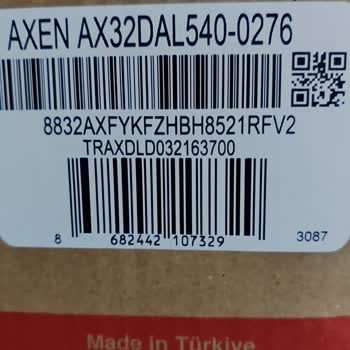 AXEN AX32DAL540-0276
8832AXFYKFZHBH8521RFV2
TRAXDLD032163700
8 682442 107329
3087
Made in Türkiye